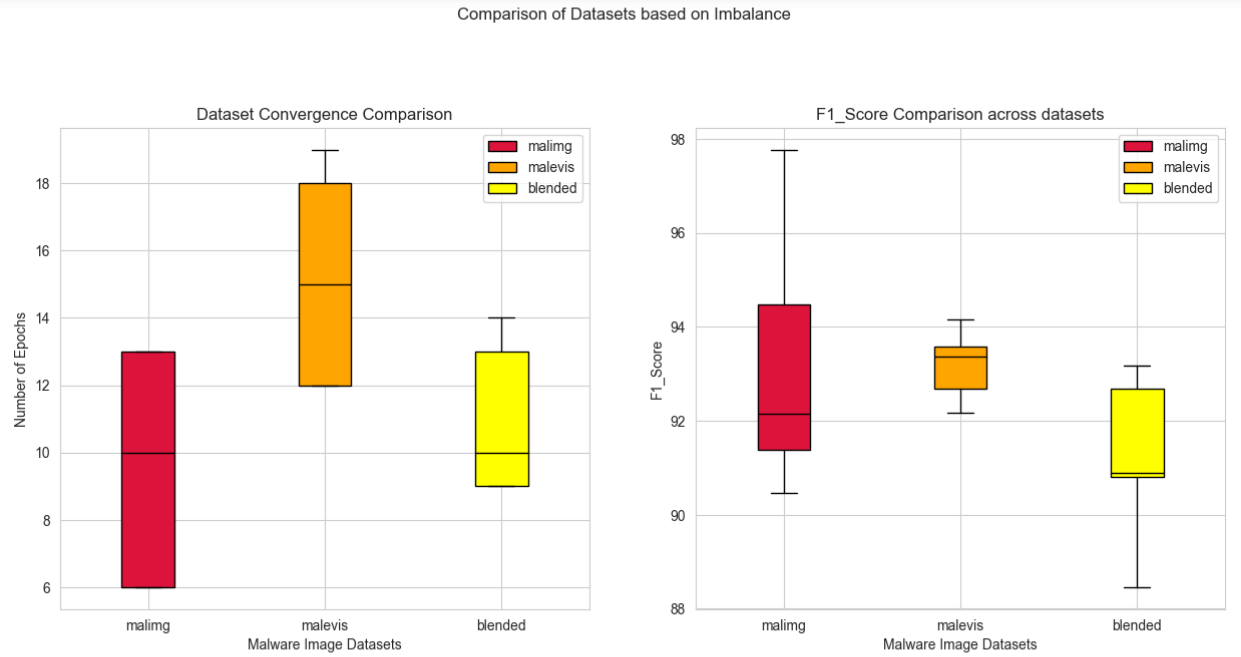 Comparison of Datasets based on Imbalance
Dataset Convergence Comparison
malimg
malevis
blended
18
16
14
12
10
8
6
Number of Epochs
malimg malevis blended
Malware Image Datasets
F1_Score Comparison across datasets
malimg
malevis
blended
98
96
94
92
90
88
F1_Score
malimg malevis blended
Malware Image Datasets